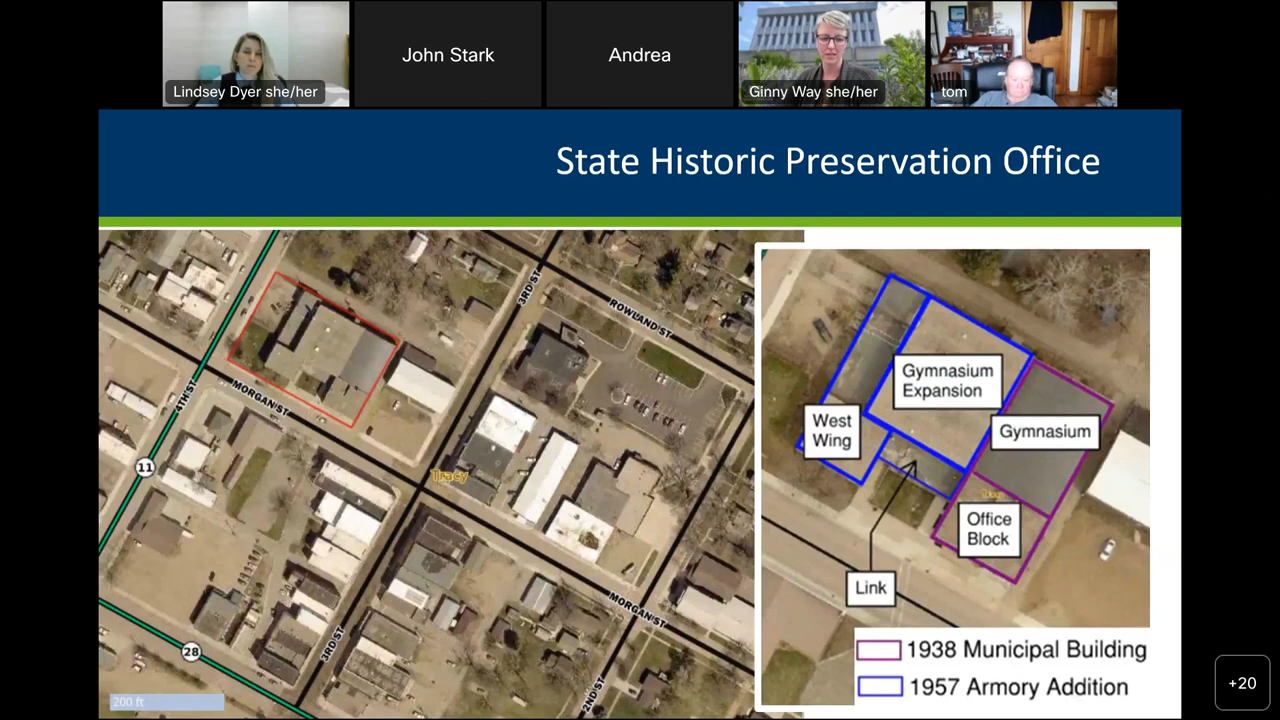 Lindsey Dyer she/her
John Stark
Andrea
Ginny Way she/her
tom
State Historic Preservation Office
3RD ST
ROWLAND ST
4TH ST
MORGAN ST
11
Tracy
28
3RD ST
MORGAN ST
2ND ST
200 ft
Gymnasium
Expansion
West
Wing
Gymnasium
Office
Block
Link
1938 Municipal Building
1957 Armory Addition
+20